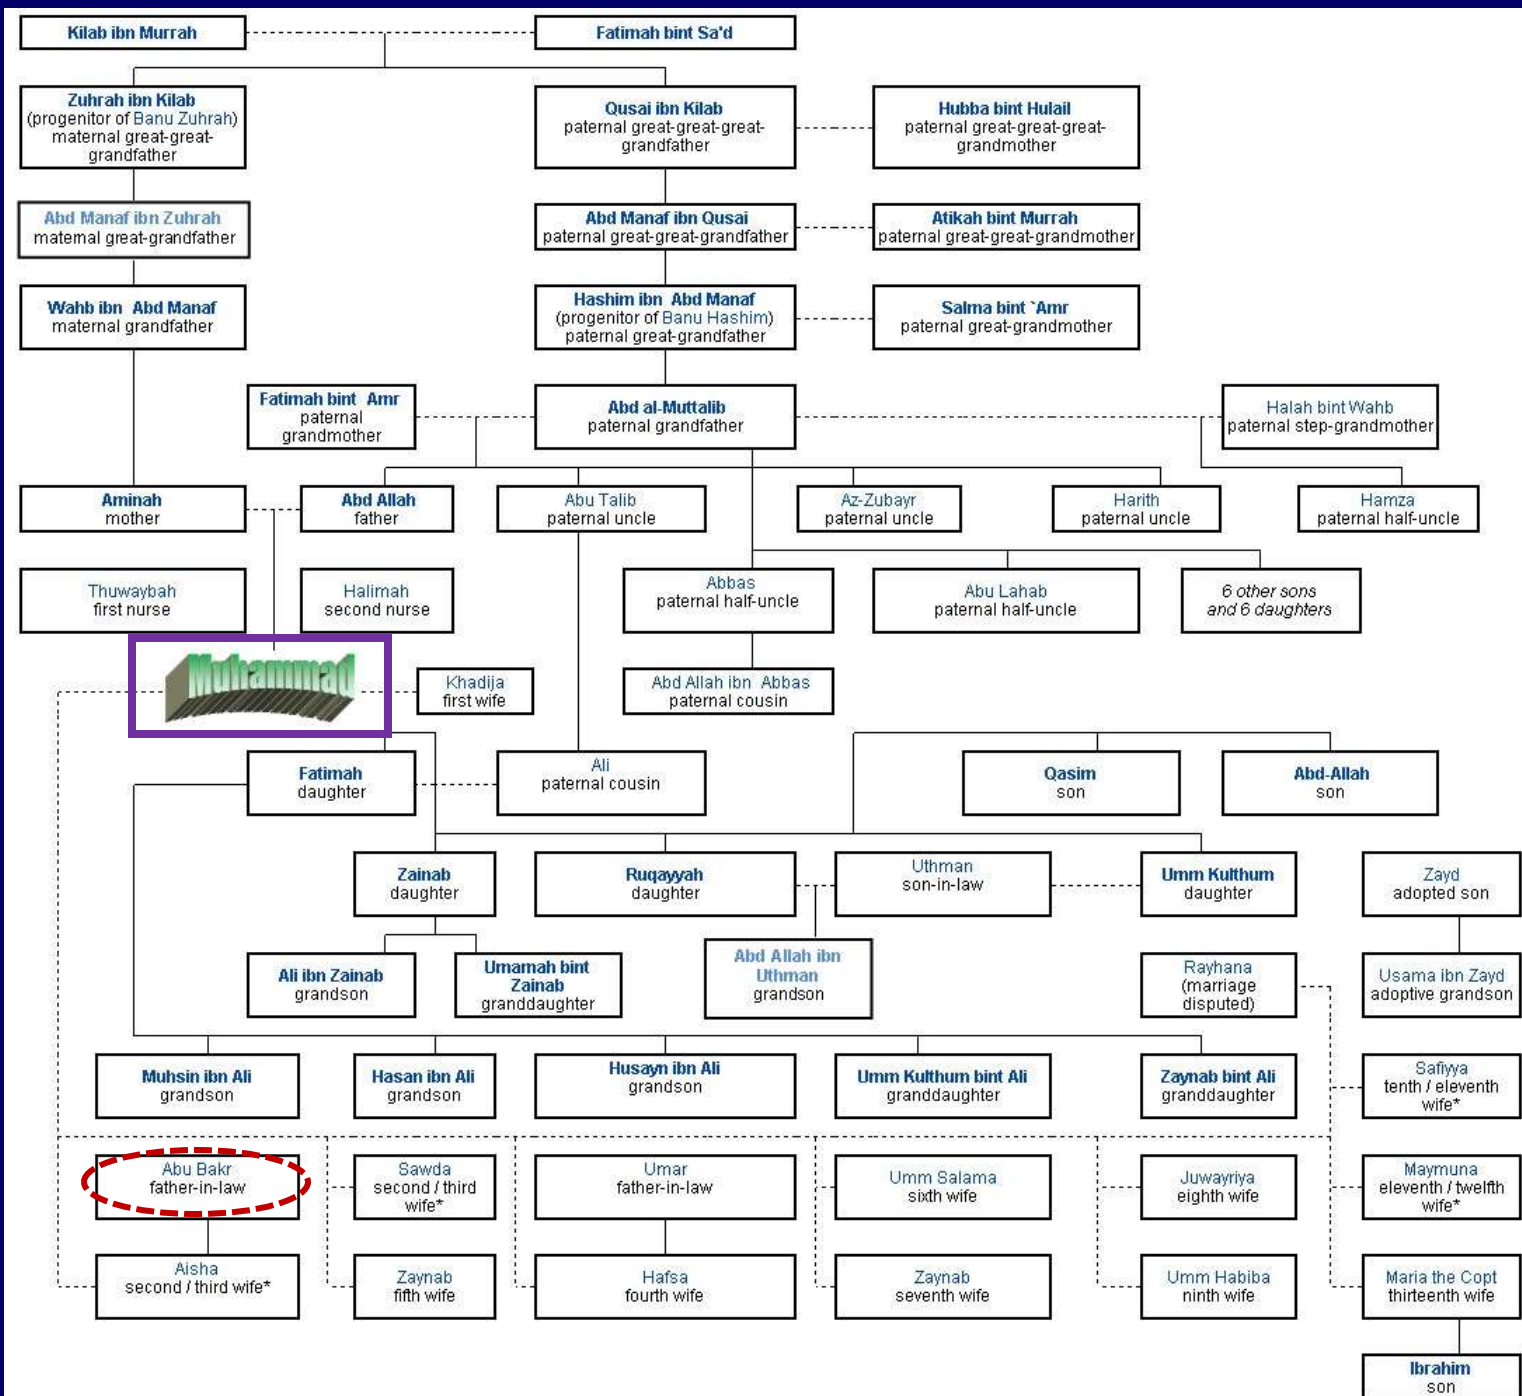 Kilab ibn Murrah
Fatimah bint Sa'd
Zuhrah ibn Kilab
(progenitor of Banu Zuhrah)
maternal great-great-
grandfather
Qusai ibn Kilab
paternal great-great-great-
grandfather
Hubba bint Hulail
paternal great-great-great-
grandmother
Abd Manaf ibn Zuhrah
maternal great-grandfather
Abd Manaf ibn Qusai
paternal great-great-grandfather
Atikah bint Murrah
paternal great-great-grandmother
Wahb ibn Abd Manaf
maternal grandfather
Hashim ibn Abd Manaf
(progenitor of Banu Hashim)
paternal great-grandfather
Salma bint `Amr
paternal great-grandmother
Fatimah bint Amr
paternal
grandmother
Abd al-Muttalib
paternal grandfather
Halah bint Wahb
paternal step-grandmother
Aminah
mother
Abd Allah
father
Abu Talib
paternal uncle
Az-Zubayr
paternal uncle
Harith
paternal uncle
Hamza
paternal half-uncle
Thuwaybah
first nurse
Halimah
second nurse
Abbas
paternal half-uncle
Abu Lahab
paternal half-uncle
6 other sons
and 6 daughters
Muhammad
Khadija
first wife
Abd Allah ibn Abbas
paternal cousin
Fatimah
daughter
Ali
paternal cousin
Qasim
son
Abd-Allah
son
Zainab
daughter
Ruqayyah
daughter
Uthman
son-in-law
Umm Kulthum
daughter
Zayd
adopted son
Ali ibn Zainab
grandson
Umamah bint
Zainab
granddaughter
Abd Allah ibn
Uthman
grandson
Rayhana
(marriage
disputed)
Usama ibn Zayd
adoptive grandson
Muhsin ibn Ali
grandson
Hasan ibn Ali
grandson
Husayn ibn Ali
grandson
Umm Kulthum bint Ali
granddaughter
Zaynab bint Ali
granddaughter
Safiyya
tenth / eleventh
wife*
Abu Bakr
father-in-law
Sawda
second / third
wife*
Umar
father-in-law
Umm Salama
sixth wife
Juwayriya
eighth wife
Maymuna
eleventh / twelfth
wife*
Aisha
second / third wife*
Zaynab
fifth wife
Hafsa
fourth wife
Zaynab
seventh wife
Umm Habiba
ninth wife
Maria the Copt
thirteenth wife
Ibrahim
son